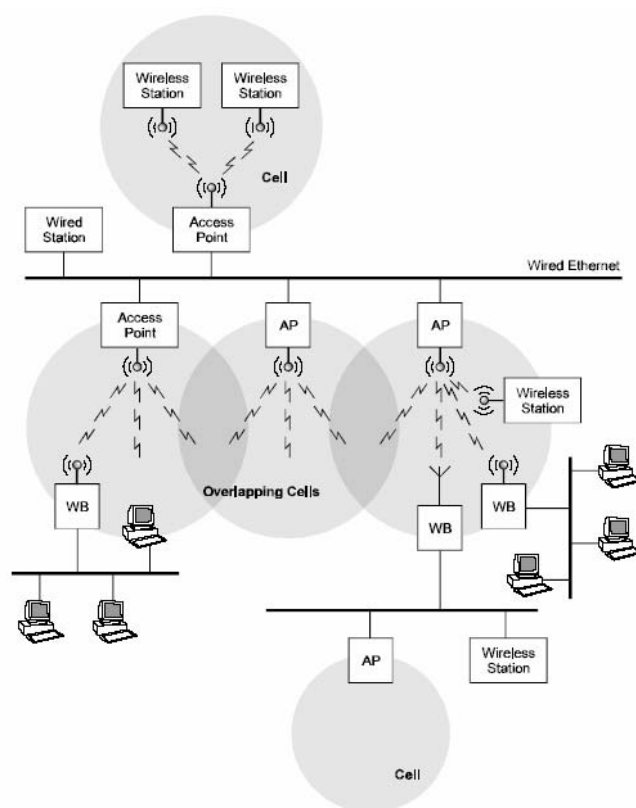 Wireless
Station
Wireless
Station
Cell
Wired
Station
Access
Point
Wired Ethernet
Access
Point
AP
AP
Wireless
Station
WB
Overlapping Cells
WB
WB
AP
Wireless
Station
Cell